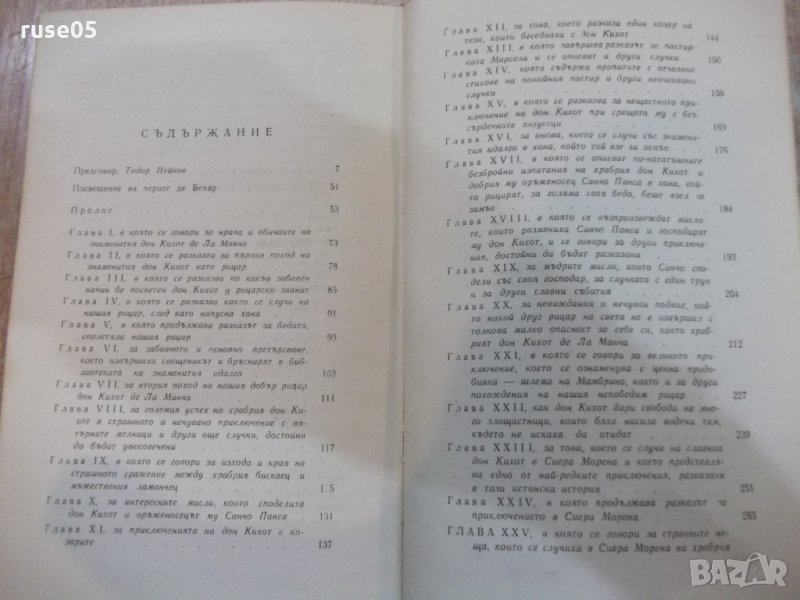 ruse05
СЪДЪРЖАНИЕ
Предговор, Тодор Нейков 7
Посвещение на херцог де Бехар 51
Пролог 53
Глава I, в която се говори за нрава и обичаите на
знаменития дон Кихот де Ла Манча 73
Глава II, в която се разказва за първия поход на
знаменития дон Кихот като рицар 78
Глава III, в която се разказва по какъв забавен
начин бе посветен дон Кихот в рицарско звание 85
Глава IV, в която се разказва какво се случи на
нашия рицар, след като напусна хана 91
Глава V, в която продължава разказът за бедата,
сполетяла нашия рицар 99
Глава VI, за забавното и основно претърсване,
което извършиха свещеникът и бръснарят в биб-
лиотеката на знаменития идалго 103
Глава VII, за втория поход на нашия добър рицар
дон Кихот де Ла Манча 111
Глава VIII, за големия успех на храбрия дон Ки-
хот в страшното и нечувано приключение с вя-
търните мелници и други още случки, достойни
да бъдат увековечени 117
Глава IX, в която се говори за изхода и края на
страшното сражение между храбрия бискаец и
мъжествения ламанчец 1 5
Глава X, за интересните мисли, които сподeлиха
дон Кихот и оръженосецът му Санчо Панса 131
Глава XI, за приключенията на дон Кихот с ко-
зарите 137
Глава XII, за това, което разказа един козар на
тези, които беседваха с дон Кихот 144
Глава XIII, в която завършва разказът за пастир-
ката Марсела и се описват и други случки 150
Глава XIV, която съдържа пропитите с отчаяние
стихове на покойния пастир и други неочаквани
случки 159
Глава XV, в която се разказва за нещастното при-
ключение на дон Кихот при срещата му с без-
сърдечните янгуесци 169
Глава XVI, за онова, което се случи със знамени-
тия идалго в хана, който той взе за замък 176
Глава XVII, в която се описват по-нататъшните
безбройни изпитания на храбрия дон Кихот и
добрия му оръженосец Санчо Панса в хана, кой-
то рицарят, за голяма своя беда, беше взел за
замък 184
Глава XVIII, в която се възпроизвеждат мисли-
те, които размениха Санчо Панса и господарят
му дон Кихот, и се говори за други приключе-
ния, достойни да бъдат разказани 193
Глава XIX, за мъдрите мисли, които Санчо спо-
дели със своя господар, за случката с един труп
и за други главни събития 204
Глава XX, за невиждания и нечуван подвиг, кой-
то никой друг рицар на света не е извършил с
толкова малко опасност за себе си, както храб-
рият дон Кихот де Ла Манча 212
Глава XXI, в която се говори за великото при-
ключение, което се ознаменува с ценна придо-
бивка — шлема на Мамбрино, както и за други
похождения на нашия непобедим рицар 227
Глава XXII, как дон Кихот дари свобода на мно-
го злощастници, които бяха насила водени там,
където не искаха да отидат 239
Глава XXIII, за това, което се случи на славния
дон Кихот в Сиера Морена и което представля-
ва едно от най-редките приключения, разказани
в тази истинска история 251
Глава XXIV, в която продължава разказът за
приключението в Сиера Морена 263
ГЛАВА XXV, в която се говори за странните не-
ща, които се случиха в Сиера Морена на храбрия
BAZAR